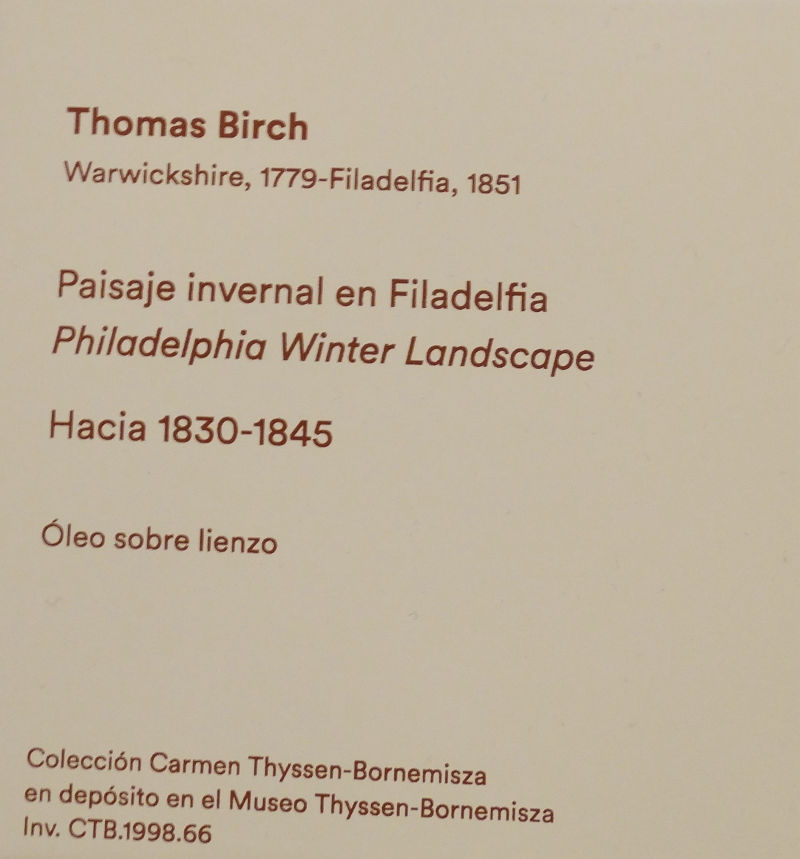 Thomas Birch
Warwickshire, 1779-Filadelfia, 1851
Paisaje invernal en Filadelfia
Philadelphia Winter Landscape
Hacia 1830-1845
Óleo sobre lienzo
Colección Carmen Thyssen-Bornemisza
en depósito en el Museo Thyssen-Bornemisza
Inv. CTB.1998.66